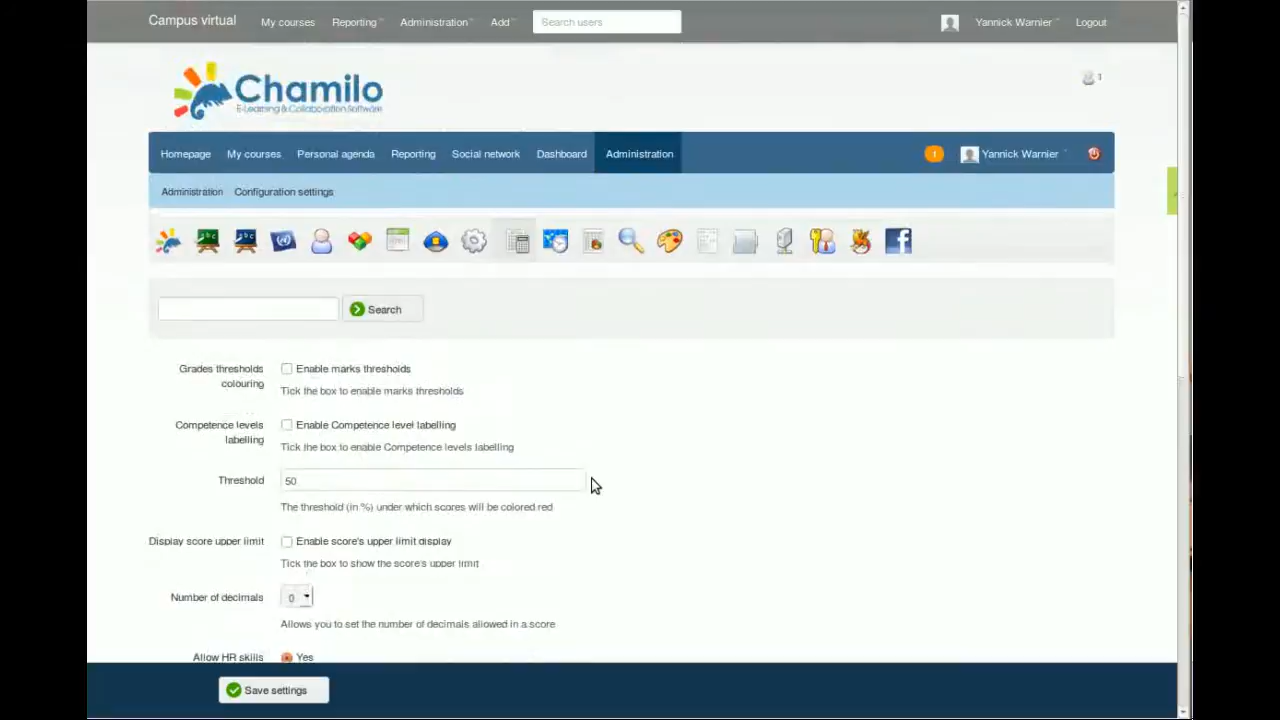 Campus virtual My courses Reporting Administration Add Search users Yannick Warnier Logout
Chamilo
E-Learning & Collaboration Software
1
Homepage My courses Personal agenda Reporting Social network Dashboard Administration 1 Yannick Warnier
Administration Configuration settings
Search
Grades thresholds colouring
Enable marks thresholds
Tick the box to enable marks thresholds
Competence levels labelling
Enable Competence level labelling
Tick the box to enable Competence levels labelling
Threshold 50
The threshold (in %) under which scores will be colored red
Display score upper limit Enable score's upper limit display
Tick the box to show the score's upper limit
Number of decimals 0
Allows you to set the number of decimals allowed in a score
Allow HR skills Yes
Save settings